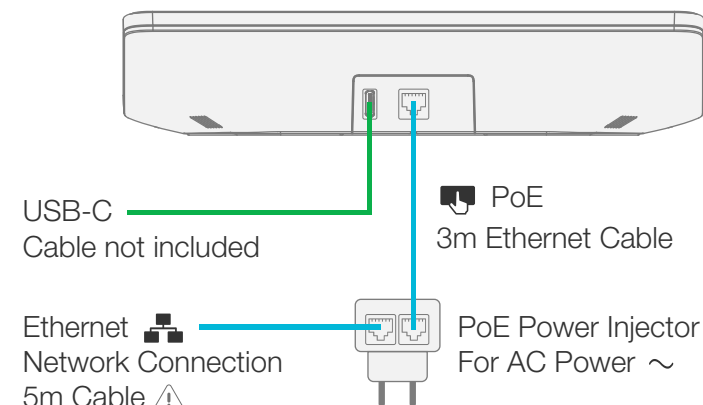 USB-C
Cable not included
PoE
3m Ethernet Cable
Ethernet
Network Connection
5m Cable
PoE Power Injector
For AC Power ~